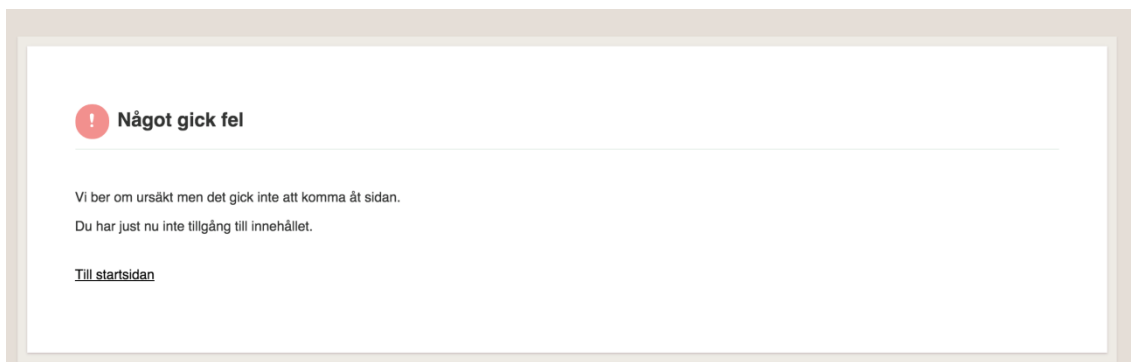 !
Något gick fel
Vi ber om ursäkt men det gick inte att komma åt sidan.
Du har just nu inte tillgång till innehållet.
Till startsidan